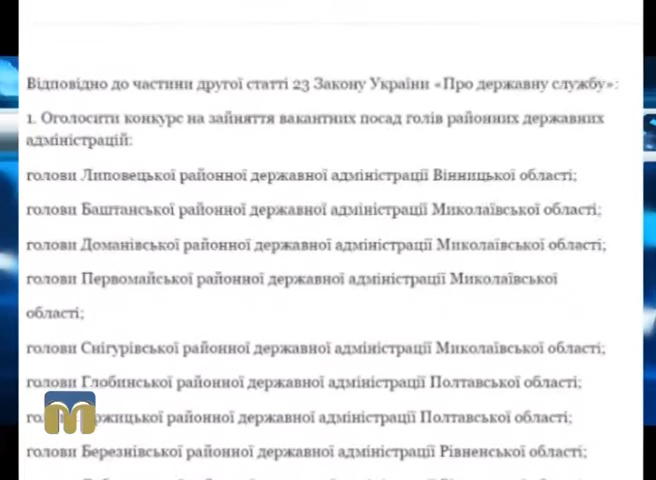 Відповідно до частини другої статті 23 Закону України «Про державну службу»:
1. Оголосити конкурс на зайняття вакантних посад голів районних державних
адміністрацій:
голови Липовецької районної державної адміністрації Вінницької області;
голови Баштанської районної державної адміністрації Миколаївської області;
голови Доманівської районної державної адміністрації Миколаївської області;
голови Первомайської районної державної адміністрації Миколаївської
області;
голови Снігурівської районної державної адміністрації Миколаївської області;
голови Глобинської районної державної адміністрації Полтавської області;
районної державної адміністрації Полтавської області;
голови Березнівської районної державної адміністрації Рівненської області;